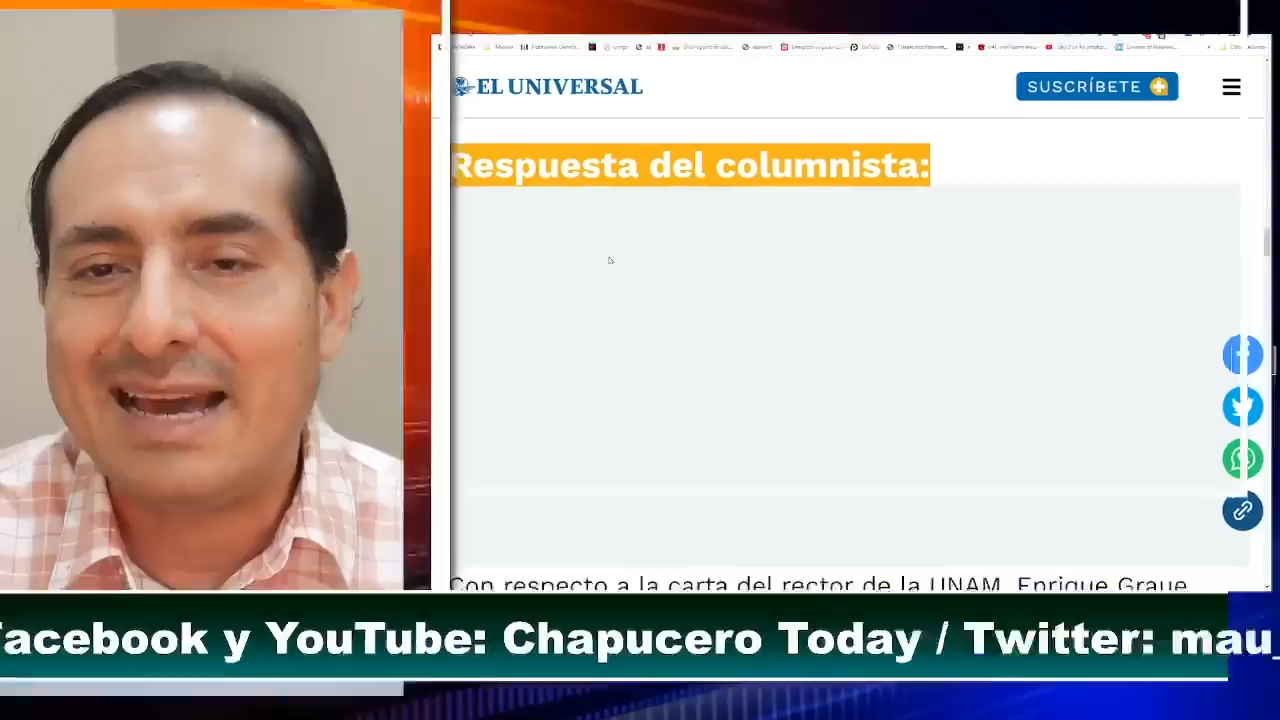 EL UNIVERSAL
SUSCRÍBETE
Respuesta del columnista:
Con respecto a la carta del rector de la UNAM, Enrique Graue
Facebook y YouTube: Chapucero Today / Twitter: mau_